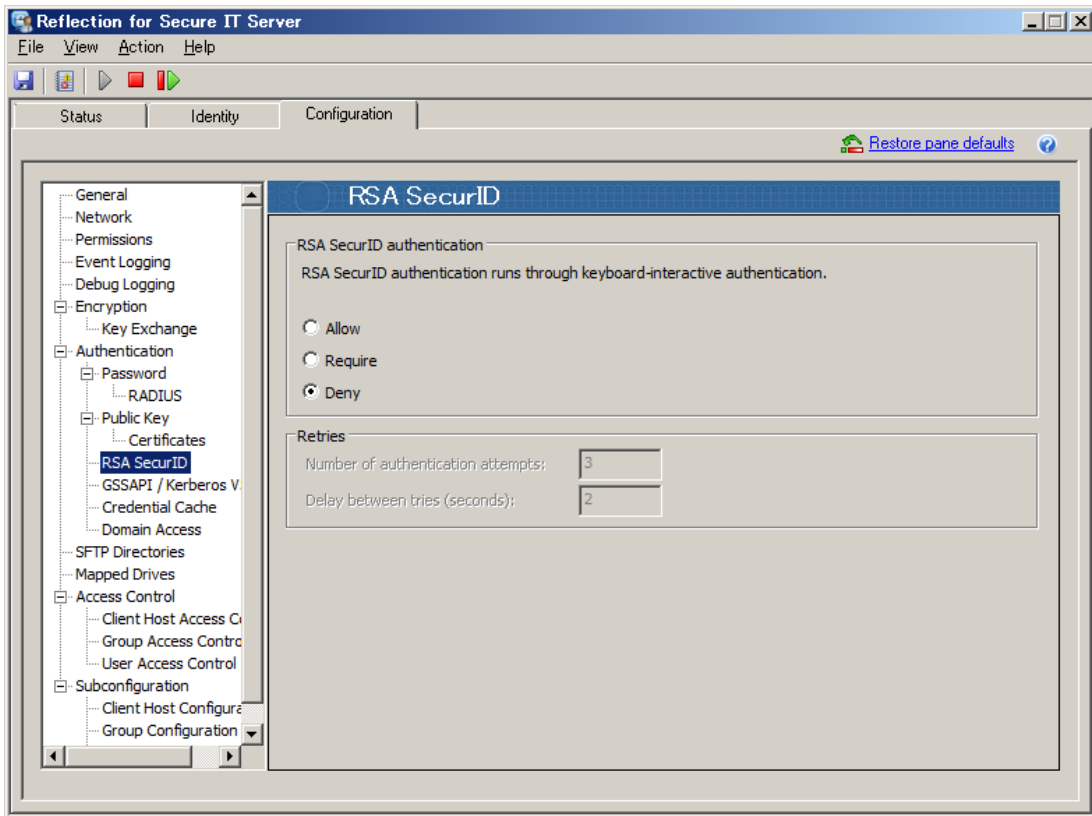 Reflection for Secure IT Server
File View Action Help
Status Identity Configuration
Restore pane defaults
General
Network
Permissions
Event Logging
Debug Logging
Encryption
Key Exchange
Authentication
Password
RADIUS
Public Key
Certificates
RSA SecurID
GSSAPI / Kerberos V
Credential Cache
Domain Access
SFTP Directories
Mapped Drives
Access Control
Client Host Access C
Group Access Contro
User Access Control
Subconfiguration
Client Host Configura
Group Configuration
RSA SecurID
RSA SecurID authentication
RSA SecurID authentication runs through keyboard-interactive authentication.
Allow
Require
Deny
Retries
Number of authentication attempts: 3
Delay between tries (seconds): 2